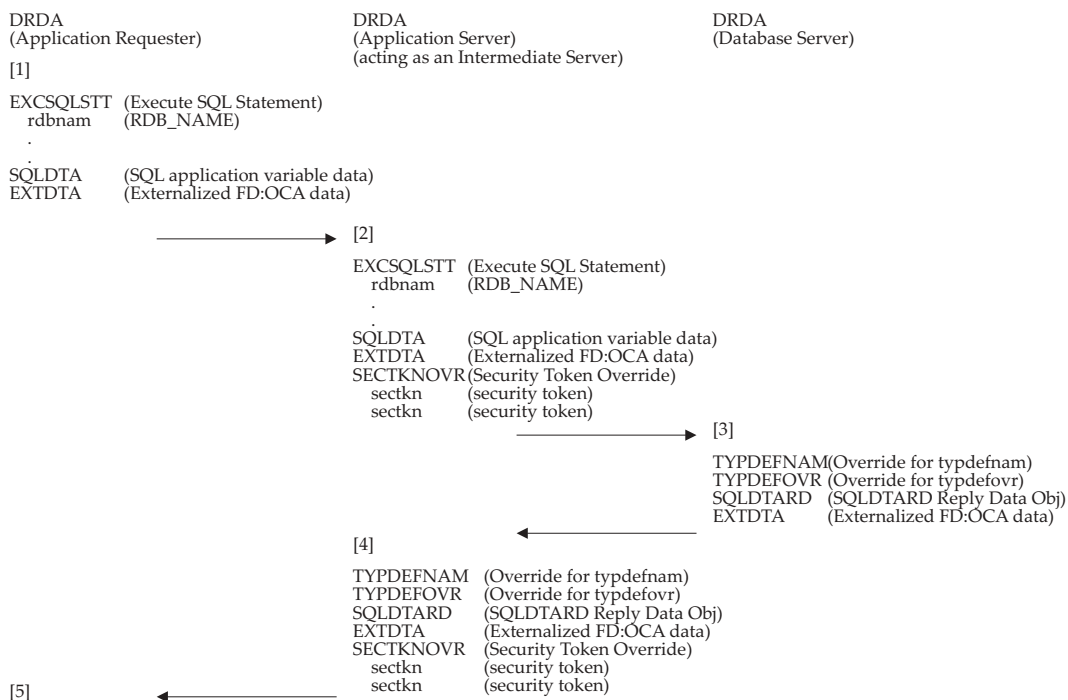 DRDA DRDA DRDA
(Application Requester) (Application Server) (Database Server)
(acting as an Intermediate Server)
[1]
EXCSQLSTT (Execute SQL Statement)
rdbnam (RDB_NAME)
.
.
SQLDTA (SQL application variable data)
EXTDTA (Externalized FD:OCA data)
[2]
EXCSQLSTT (Execute SQL Statement)
rdbnam (RDB_NAME)
.
.
SQLDTA (SQL application variable data)
EXTDTA (Externalized FD:OCA data)
SECTKNOVR(Security Token Override)
sectkn (security token)
sectkn (security token)
[3]
TYPDEFNAM(Override for typdefnam)
TYPDEFOVR (Override for typdefovr)
SQLDTARD (SQLDTARD Reply Data Obj)
EXTDTA (Externalized FD:OCA data)
[4]
TYPDEFNAM (Override for typdefnam)
TYPDEFOVR (Override for typdefovr)
SQLDTARD (SQLDTARD Reply Data Obj)
EXTDTA (Externalized FD:OCA data)
SECTKNOVR (Security Token Override)
sectkn (security token)
sectkn (security token)
[5]